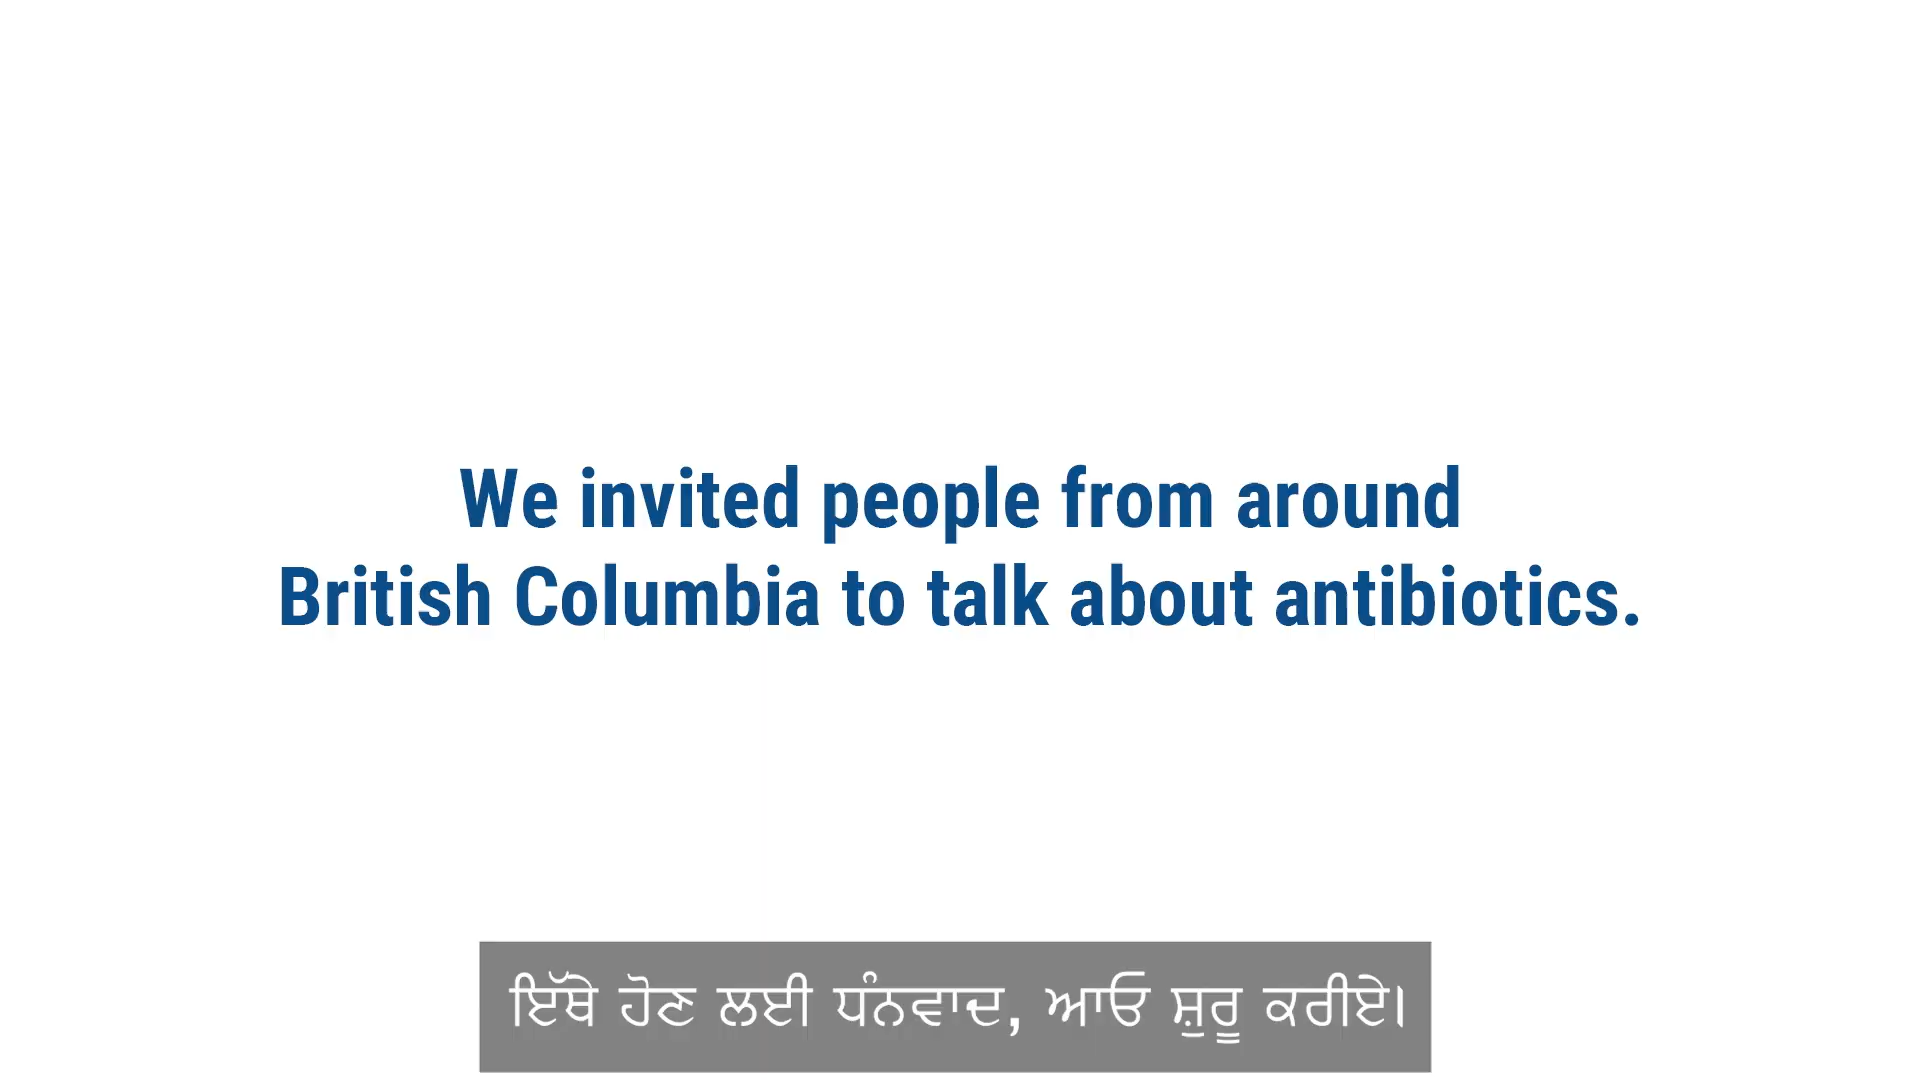 We invited people from around
British Columbia to talk about antibiotics.
ਇੱਥੇ ਹੋਣ ਲਈ ਧੰਨਵਾਦ, ਆਓ ਸ਼ੁਰੂ ਕਰੀਏ।